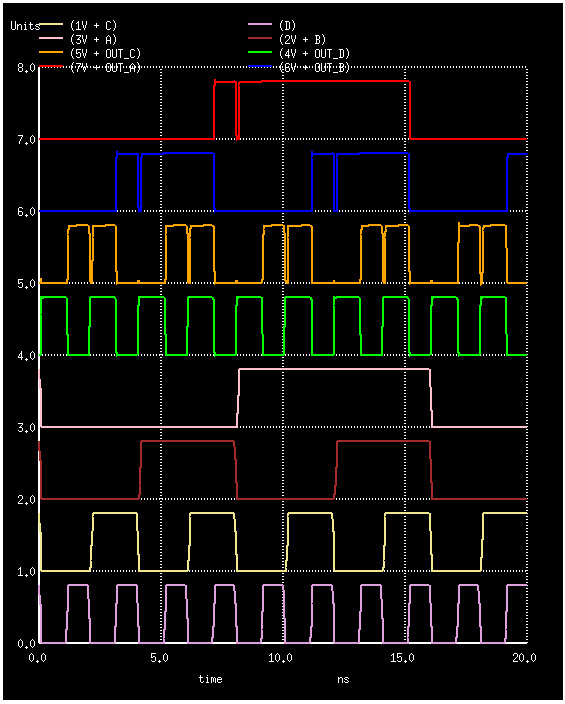 Units (1V + C) (D)
(3V + A) (2V + B)
(5V + OUT_C) (4V + OUT_D)
(7V + OUT_A) (6V + OUT_B)
8.0
7.0
6.0
5.0
4.0
3.0
2.0
1.0
0.0
0.0 5.0 10.0 15.0 20.0
time ns